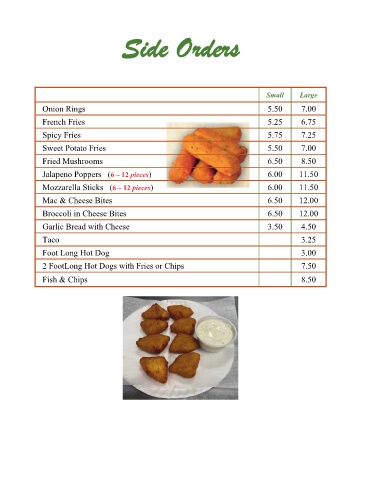 Side Orders
Small Large
Onion Rings 5.50 7.00
French Fries 5.25 6.75
Spicy Fries 5.75 7.25
Sweet Potato Fries 5.50 7.00
Fried Mushrooms 6.50 8.50
Jalapeno Poppers (6 – 12 pieces) 6.00 11.50
Mozzarella Sticks (6 – 12 pieces) 6.00 11.50
Mac & Cheese Bites 6.50 12.00
Broccoli in Cheese Bites 6.50 12.00
Garlic Bread with Cheese 3.50 4.50
Taco 3.25
Foot Long Hot Dog 3.00
2 FootLong Hot Dogs with Fries or Chips 7.50
Fish & Chips 8.50